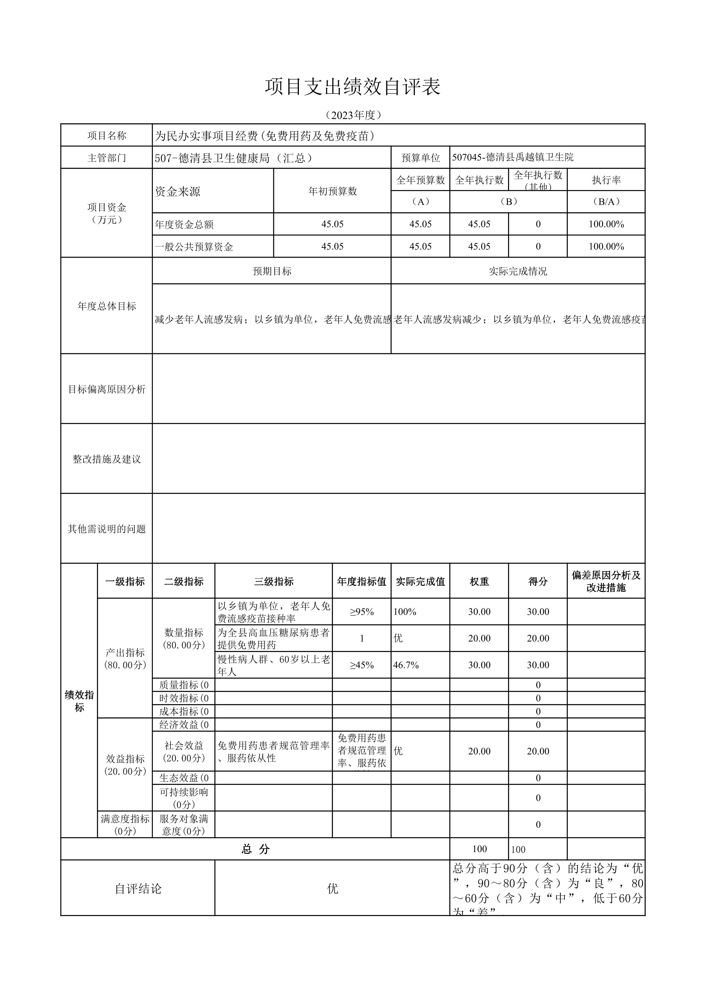 项目支出绩效自评表
（2023年度）
项目名称 为民办实事项目经费(免费用药及免费疫苗)
主管部门 507-德清县卫生健康局（汇总） 预算单位 507045-德清县禹越镇卫生院
项目资金
（万元）
资金来源 年初预算数 全年预算数 全年执行数 全年执行数
(其他) 执行率
（A） （B） （B/A）
年度资金总额 45.05 45.05 45.05 0 100.00%
一般公共预算资金 45.05 45.05 45.05 0 100.00%
年度总体目标
预期目标 实际完成情况
减少老年人流感发病；以乡镇为单位，老年人免费流感 老年人流感发病减少；以乡镇为单位，老年人免费流感疫苗
目标偏离原因分析
整改措施及建议
其他需说明的问题
绩效指
标
一级指标 二级指标 三级指标 年度指标值 实际完成值 权重 得分 偏差原因分析及
改进措施
产出指标
(80.00分)
数量指标
(80.00分)
以乡镇为单位，老年人免
费流感疫苗接种率 ≥95% 100% 30.00 30.00
为全县高血压糖尿病患者
提供免费用药 1 优 20.00 20.00
慢性病人群、60岁以上老
年人 ≥45% 46.7% 30.00 30.00
质量指标(0 0
时效指标(0 0
成本指标(0 0
效益指标
(20.00分)
经济效益(0 0
社会效益
(20.00分)
免费用药患者规范管理率
、服药依从性
免费用药患
者规范管理
率、服药依
优 20.00 20.00
生态效益(0 0
可持续影响
(0分) 0
满意度指标
(0分)
服务对象满
意度(0分) 0
总 分 100 100
自评结论 优
总分高于90分（含）的结论为“优
”，90～80分（含）为“良”，80
～60分（含）为“中”，低于60分
为“差”